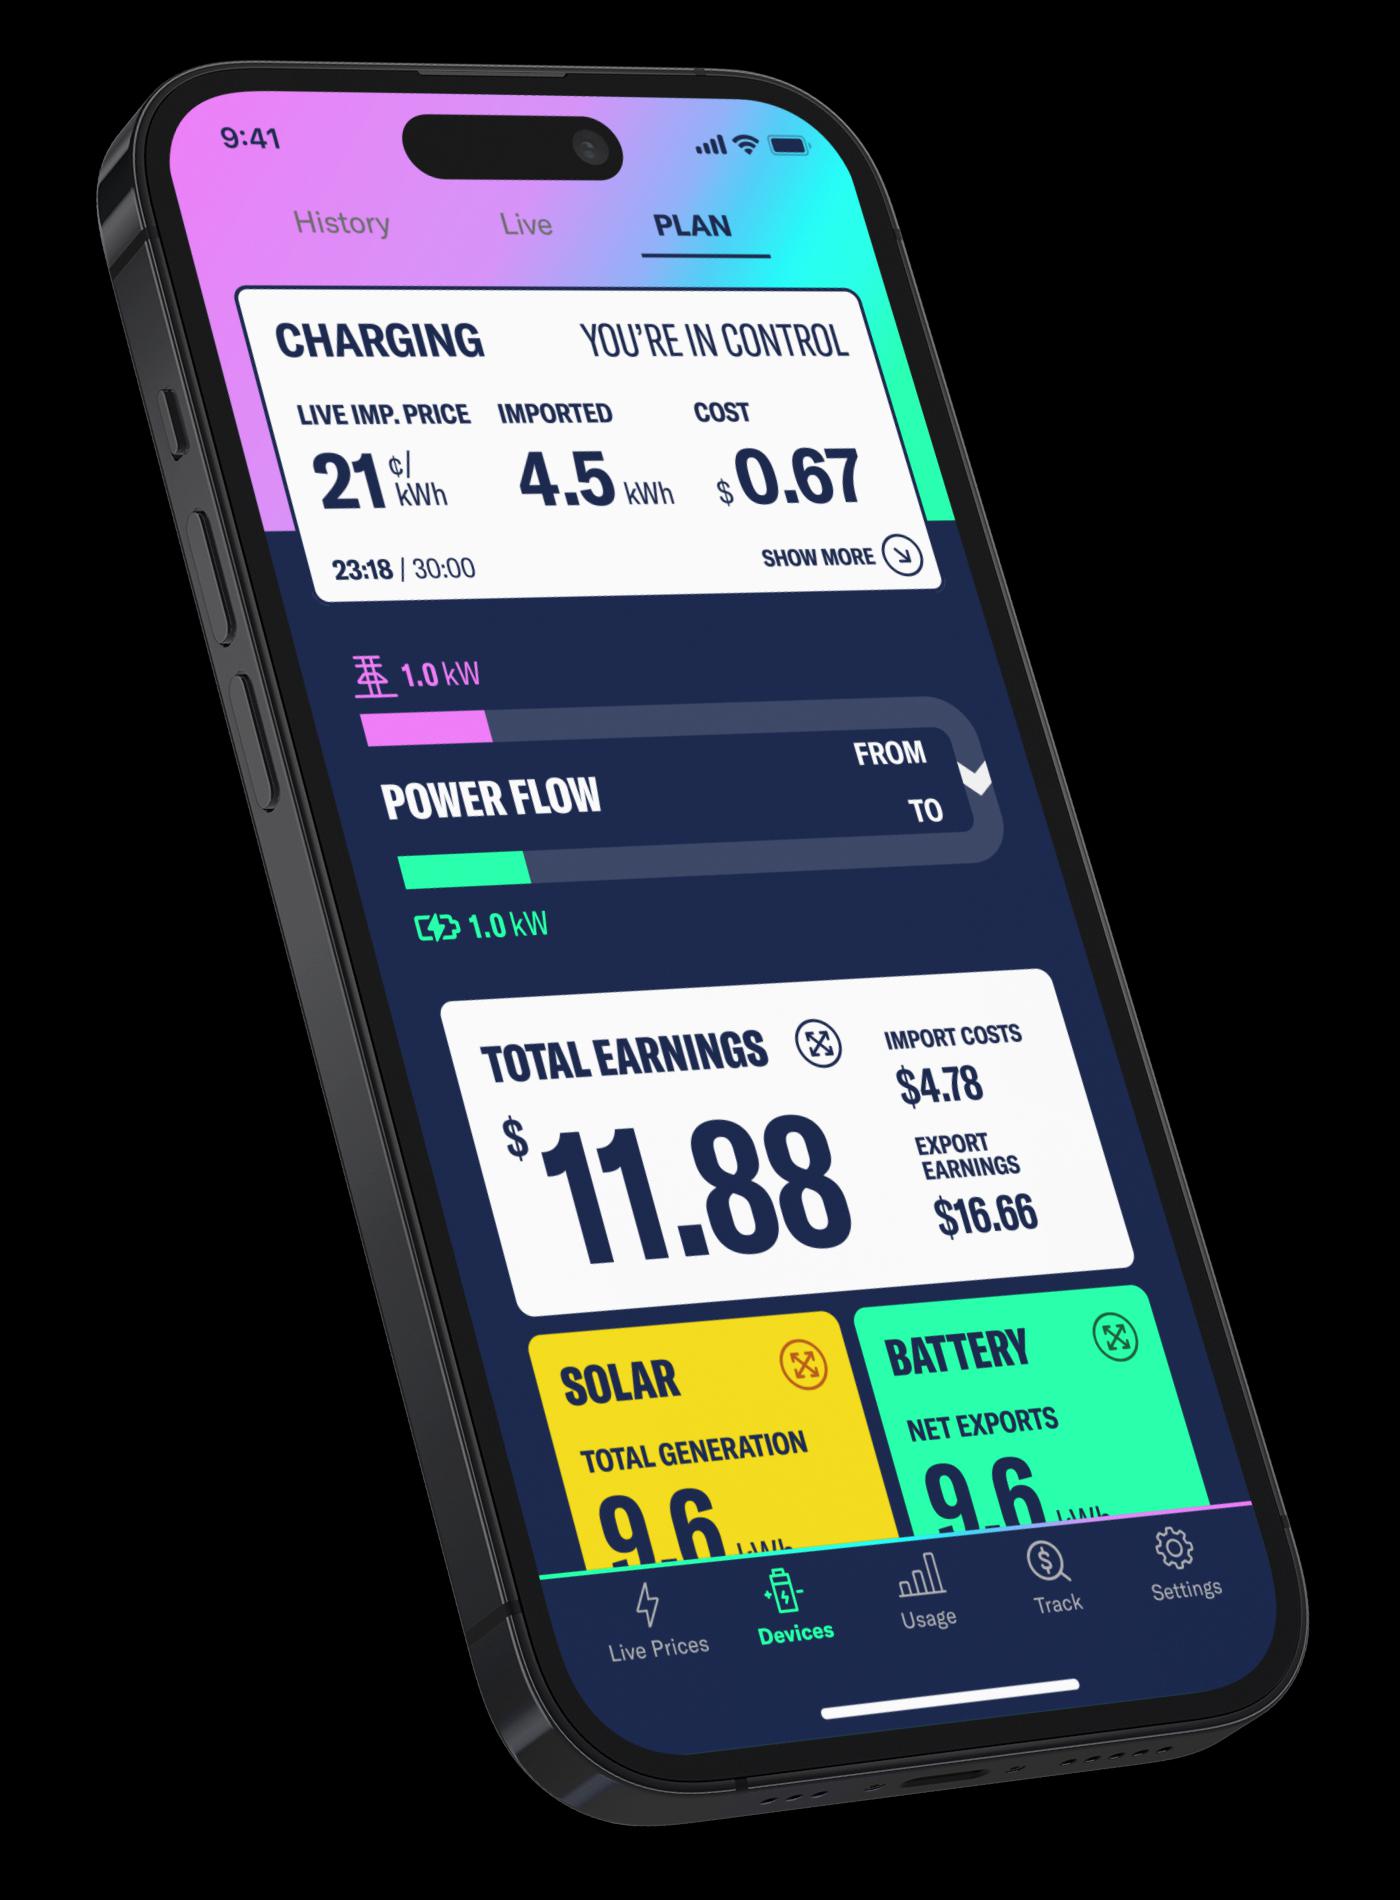 9:41
History Live PLAN
CHARGING YOU'RE IN CONTROL
LIVE IMP. PRICE IMPORTED COST
21 ¢/kWh 4.5 kWh $0.67
23:18 / 30:00 SHOW MORE
1.0 kW
FROM
POWER FLOW
TO
1.0 kW
TOTAL EARNINGS
$11.88
IMPORT COSTS
$4.78
EXPORT
EARNINGS
$16.66
SOLAR
TOTAL GENERATION
9.6 kWh
BATTERY
NET EXPORTS
9.6 kWh
Live Prices Devices Usage Track Settings